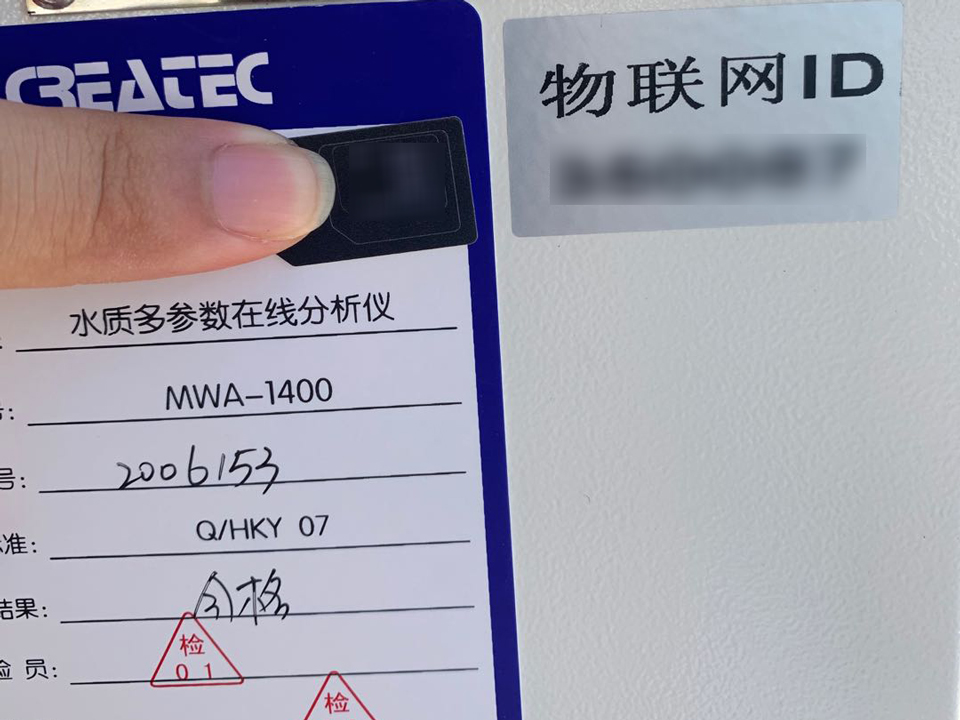 CREATEC
物联网ID
水质多参数在线分析仪
MWA-1400
号: 2006153
准: Q/HKY 07
结果: 合格
检 员:
检
01
检